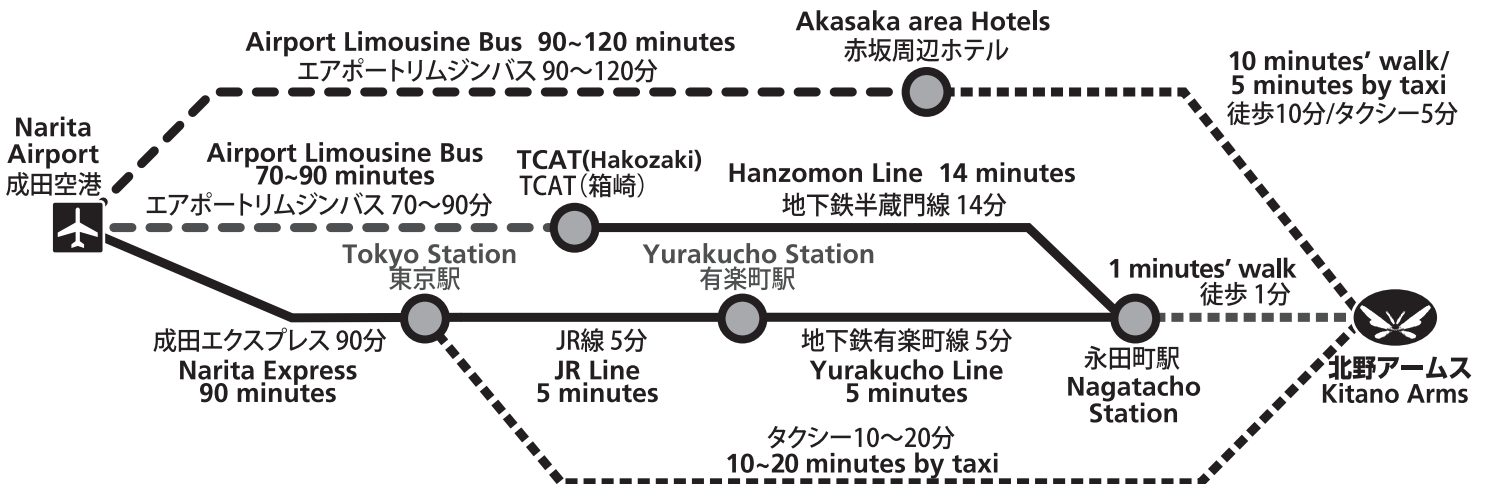 Airport Limousine Bus 90~120 minutes
エアポートリムジンバス 90～120分
Akasaka area Hotels
赤坂周辺ホテル
10 minutes' walk/
5 minutes by taxi
徒歩10分/タクシー5分
Narita
Airport
成田空港
Airport Limousine Bus
70~90 minutes
エアポートリムジンバス 70～90分
TCAT(Hakozaki)
TCAT（箱崎）
Hanzomon Line 14 minutes
地下鉄半蔵門線 14分
Tokyo Station
東京駅
Yurakucho Station
有楽町駅
1 minutes' walk
徒歩 1分
成田エクスプレス 90分
Narita Express
90 minutes
JR線 5分
JR Line
5 minutes
地下鉄有楽町線 5分
Yurakucho Line
5 minutes
永田町駅
Nagatacho
Station
北野アームス
Kitano Arms
タクシー10～20分
10~20 minutes by taxi